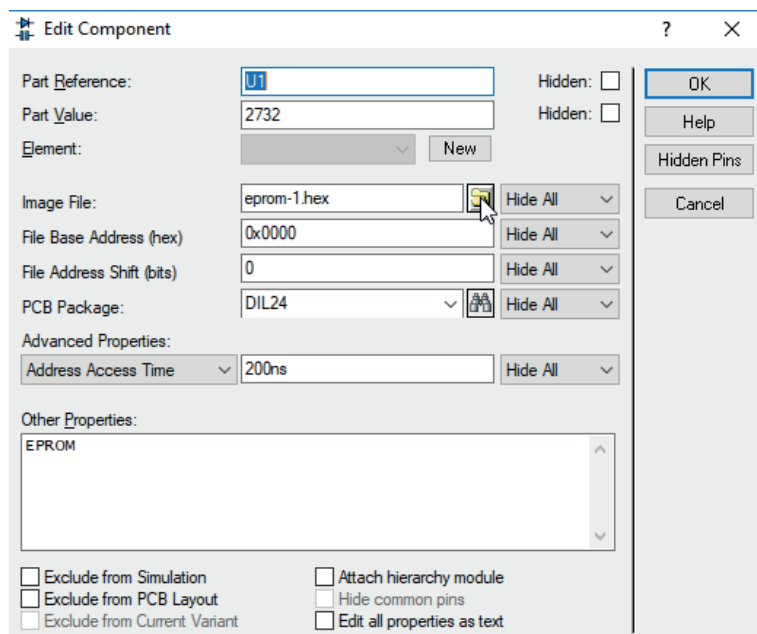 Edit Component ?
Part Reference: U1 Hidden: OK
Part Value: 2732 Hidden: Help
Element: New Hidden Pins
Image File: eprom-1.hex Hide All Cancel
File Base Address (hex) 0x0000 Hide All
File Address Shift (bits) 0 Hide All
PCB Package: DIL24 Hide All
Advanced Properties:
Address Access Time 200ns Hide All
Other Properties:
EPROM
Exclude from Simulation Attach hierarchy module
Exclude from PCB Layout Hide common pins
Exclude from Current Variant Edit all properties as text